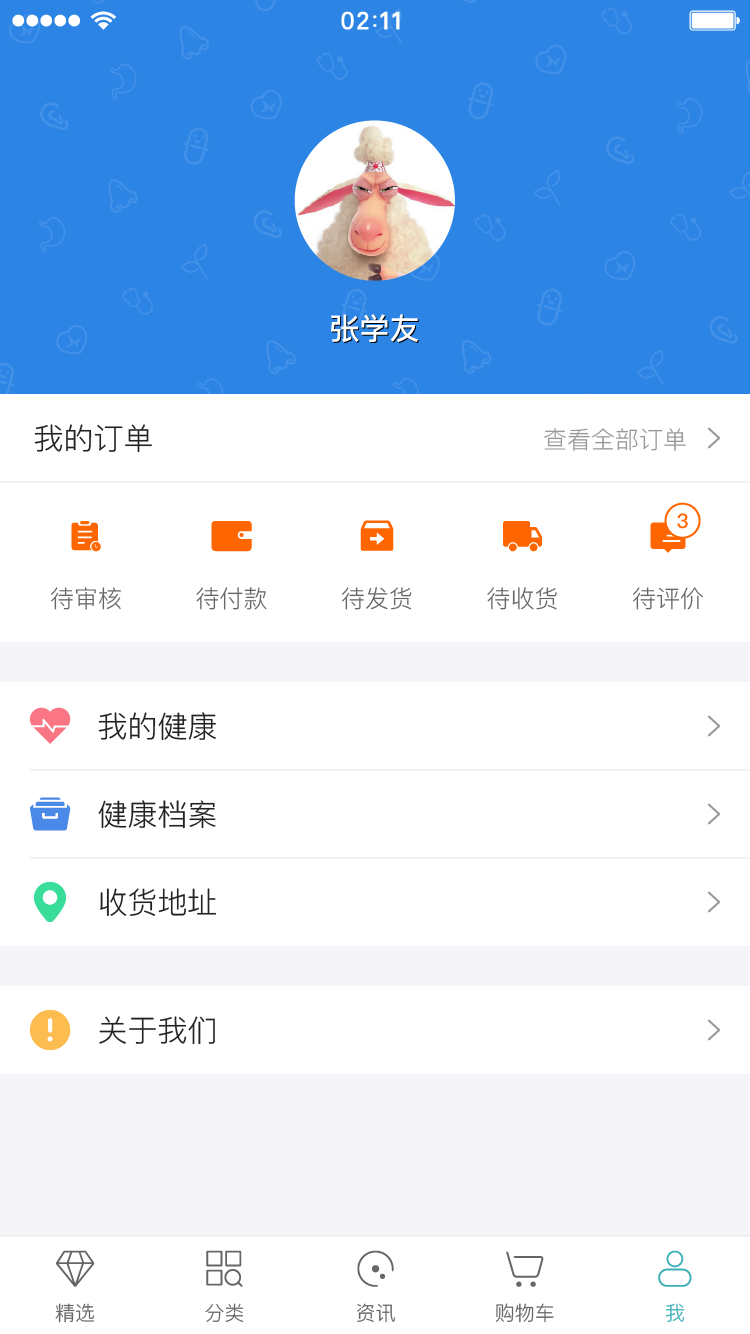 02:11
张学友
我的订单 查看全部订单
3
待审核 待付款 待发货 待收货 待评价
我的健康
健康档案
收货地址
关于我们
精选 分类 资讯 购物车 我